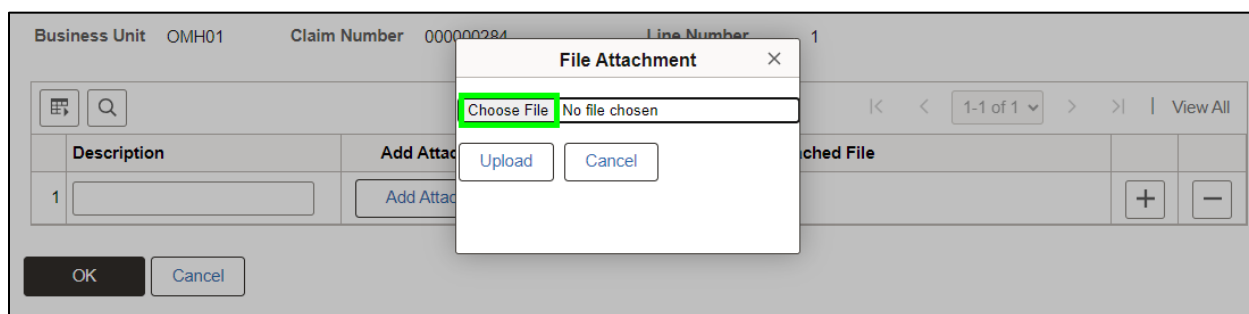 Business Unit OMH01 Claim Number 000000284 Line Number 1
File Attachment
Choose File No file chosen
1-1 of 1 | View All
Description Add Attac ched File
Upload Cancel
1 Add Attac
OK Cancel